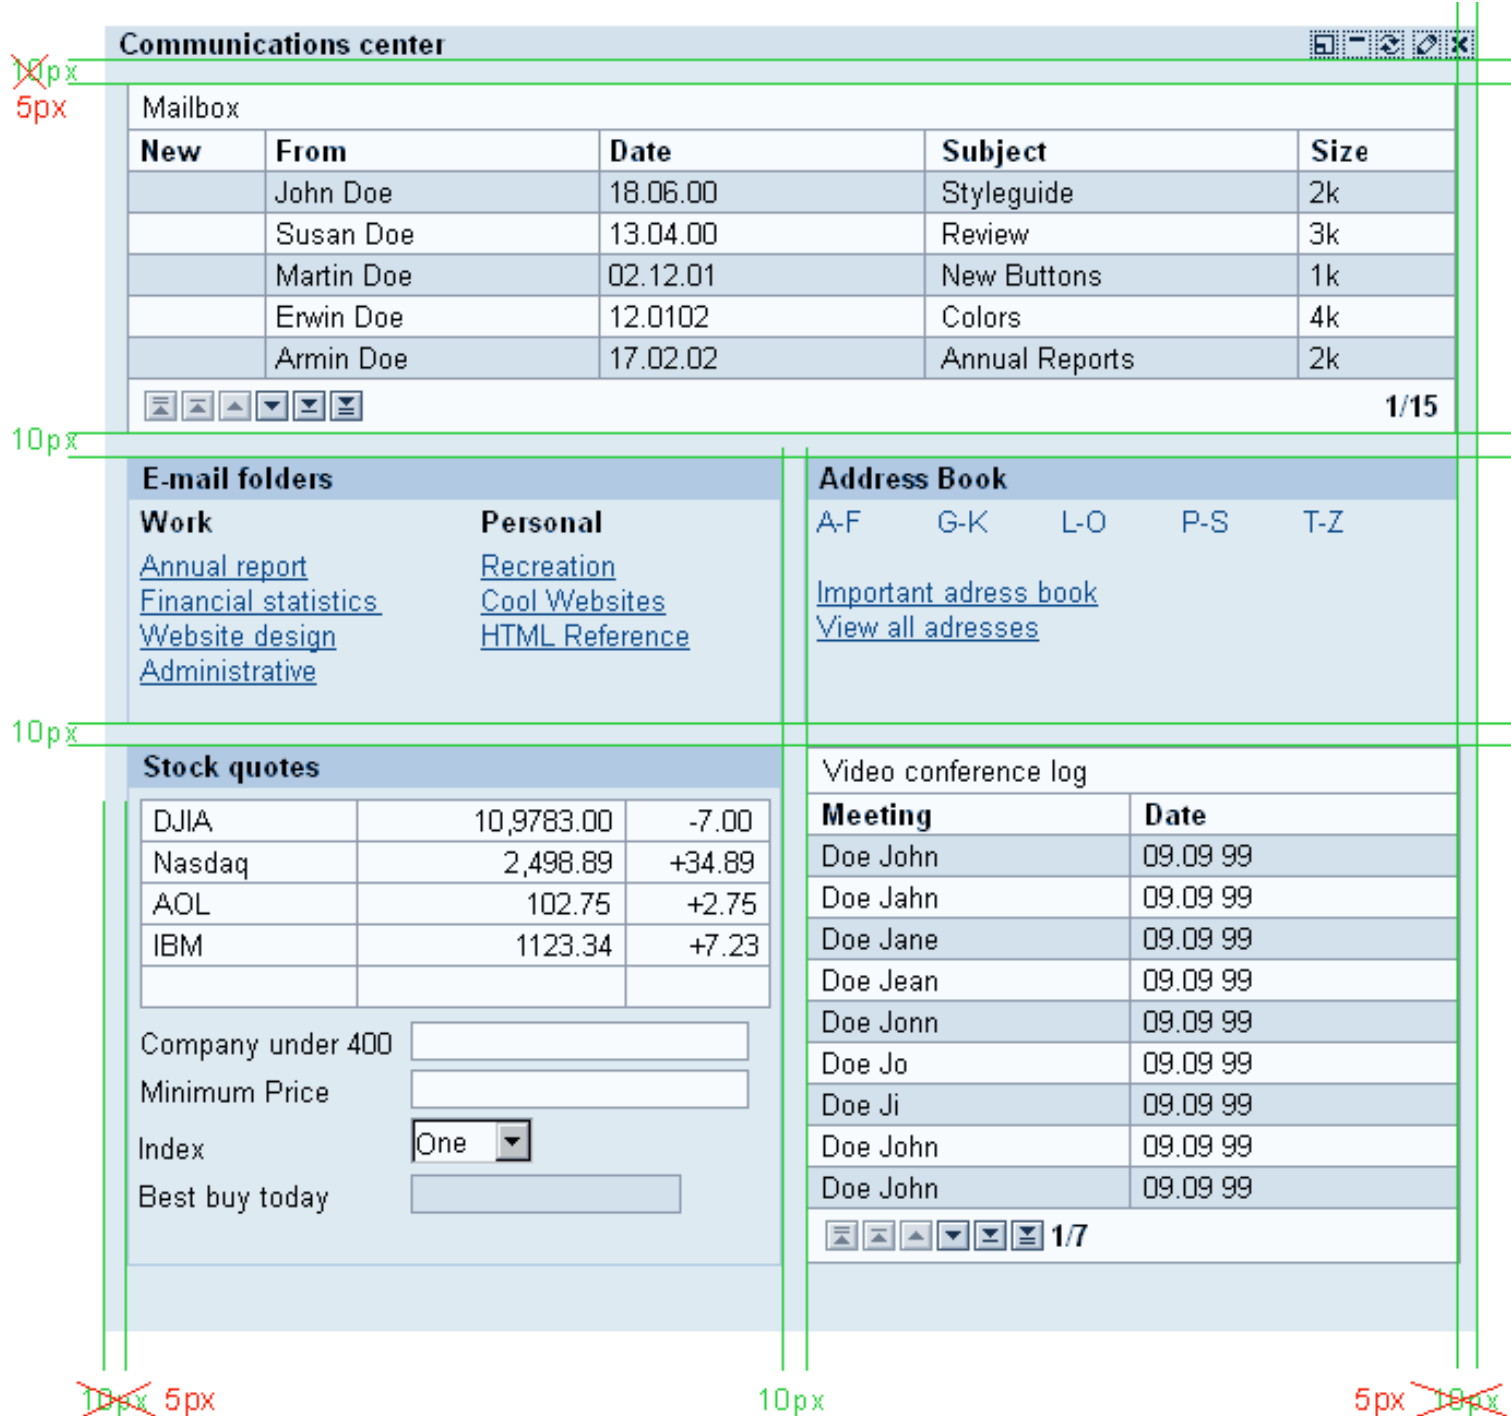 Communications center
10px
5px
Mailbox
New From Date Subject Size
John Doe 18.06.00 Styleguide 2k
Susan Doe 13.04.00 Review 3k
Martin Doe 02.12.01 New Buttons 1k
Erwin Doe 12.0102 Colors 4k
Armin Doe 17.02.02 Annual Reports 2k
1/15
10px
E-mail folders
Work Personal
Annual report Recreation
Financial statistics Cool Websites
Website design HTML Reference
Administrative
Address Book
A-F G-K L-O P-S T-Z
Important adress book
View all adresses
10px
Stock quotes
DJIA 10,9783.00 -7.00
Nasdaq 2,498.89 +34.89
AOL 102.75 +2.75
IBM 1123.34 +7.23
Company under 400
Minimum Price
Index One
Best buy today
Video conference log
Meeting Date
Doe John 09.09 99
Doe Jahn 09.09 99
Doe Jane 09.09 99
Doe Jean 09.09 99
Doe Jonn 09.09 99
Doe Jo 09.09 99
Doe Ji 09.09 99
Doe John 09.09 99
Doe John 09.09 99
1/7
10px 5px 10px 5px 10px